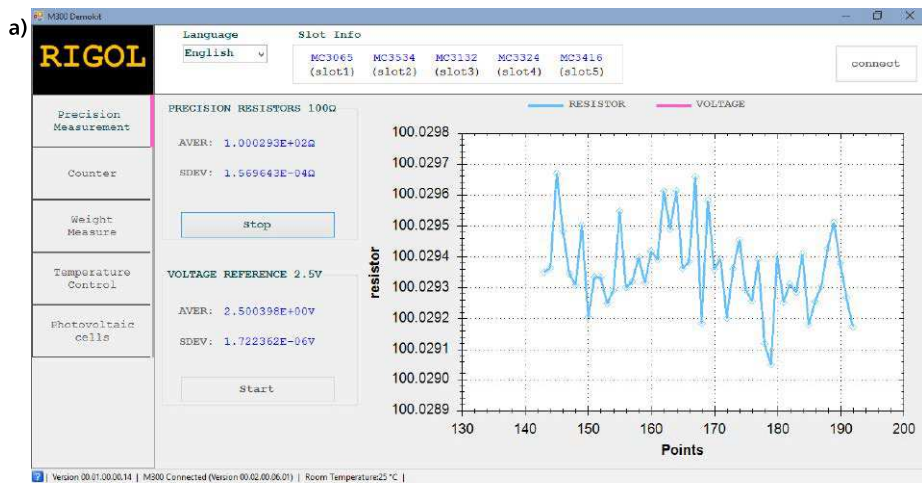 a)
M300 Demokit
RIGOL
Language
English
Slot Info
MC3065 MC3534 MC3132 MC3324 MC3416
(slot1) (slot2) (slot3) (slot4) (slot5)
connect
Precision
Measurement
Counter
Weight
Measure
Temperature
Control
Photovoltaic
cells
PRECISION RESISTORS 100Ω
AVER: 1.000293E+02Ω
SDEV: 1.569643E-04Ω
Stop
VOLTAGE REFERENCE 2.5V
AVER: 2.500398E+00V
SDEV: 1.722362E-06V
Start
RESISTOR VOLTAGE
resistor
100.0298
100.0297
100.0296
100.0295
100.0294
100.0293
100.0292
100.0291
100.0290
100.0289
130 140 150 160 170 180 190 200
Points
Version 00.01.00.00.14 | M300 Connected (Version 00.02.00.06.01) | Room Temperature:25 °C |